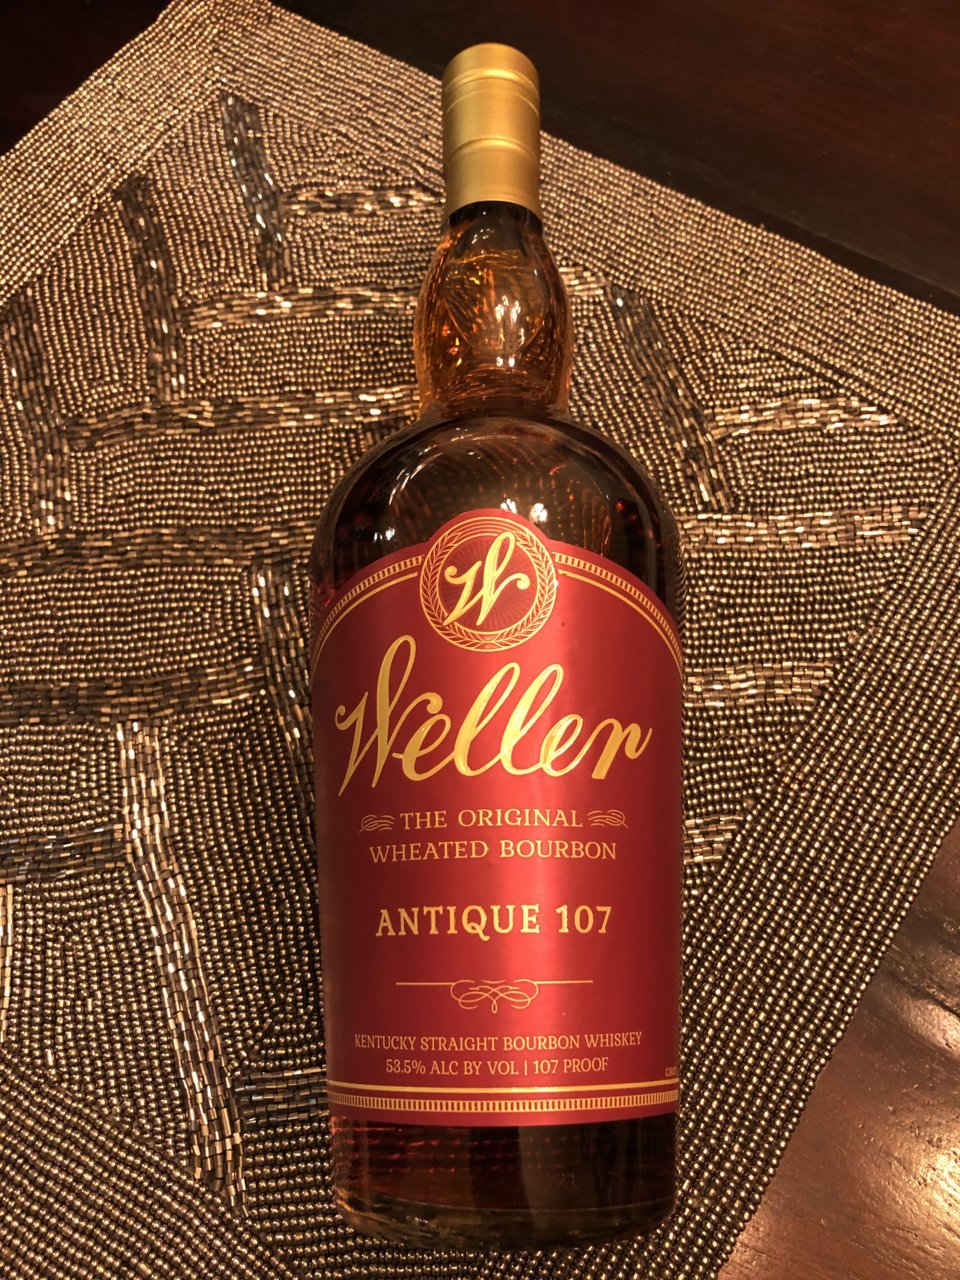 W
Weller
THE ORIGINAL
WHEATED BOURBON
ANTIQUE 107
KENTUCKY STRAIGHT BOURBON WHISKEY
53.5% ALC BY VOL | 107 PROOF